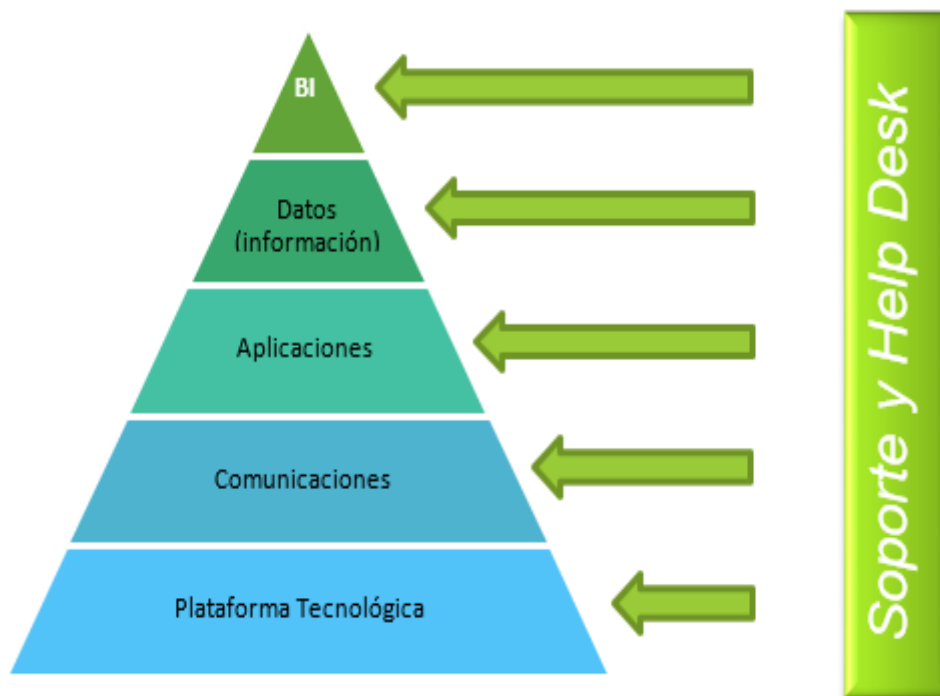 BI
Datos
(información)
Aplicaciones
Comunicaciones
Plataforma Tecnológica
Soporte y Help Desk